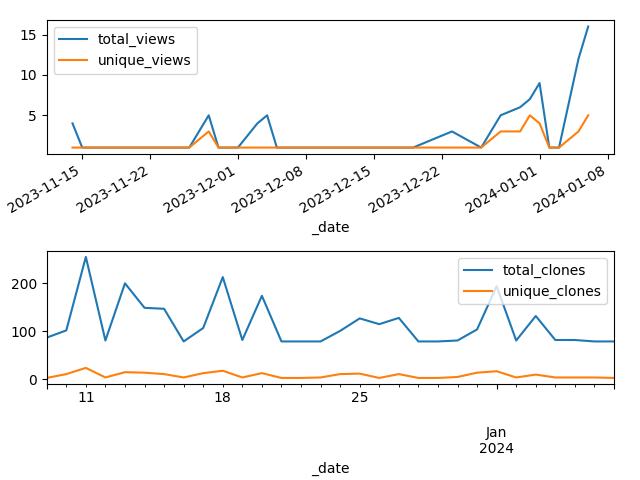 total_views
unique_views
15
10
5
2023-11-15
2023-11-22
2023-12-01
2023-12-08
2023-12-15
2023-12-22
2024-01-01
2024-01-08
_date
total_clones
unique_clones
200
100
0
11
18
25
Jan
2024
_date